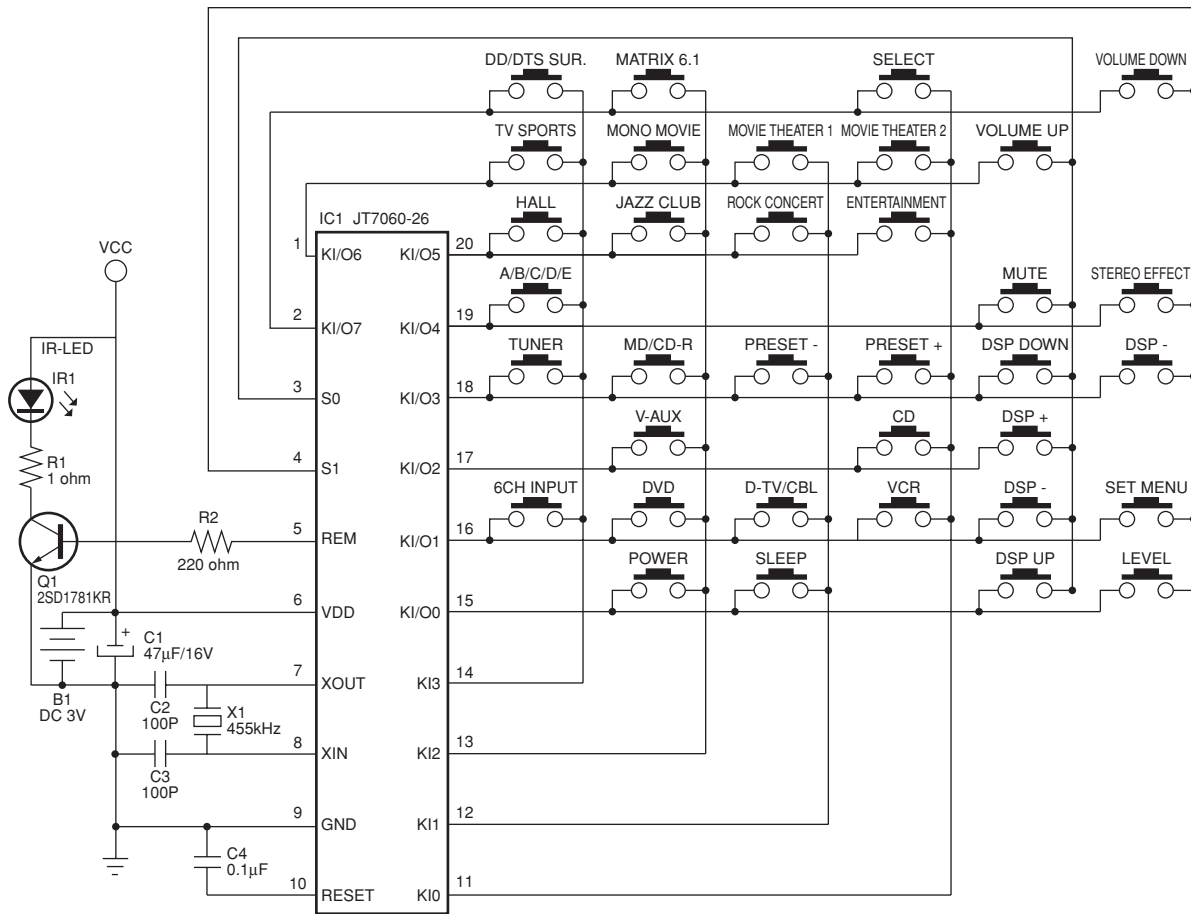 DD/DTS SUR. MATRIX 6.1 SELECT VOLUME DOWN
TV SPORTS MONO MOVIE MOVIE THEATER 1 MOVIE THEATER 2 VOLUME UP
HALL JAZZ CLUB ROCK CONCERT ENTERTAINMENT
IC1 JT7060-26
VCC
1 KI/O6 KI/O5 20
A/B/C/D/E MUTE STEREO EFFECT
2 KI/O7 KI/O4 19
IR-LED
TUNER MD/CD-R PRESET - PRESET + DSP DOWN DSP -
IR1
3 S0 KI/O3 18
V-AUX CD DSP +
R1
1 ohm
4 S1 KI/O2 17
6CH INPUT DVD D-TV/CBL VCR DSP - SET MENU
R2
220 ohm
5 REM KI/O1 16
POWER SLEEP DSP UP LEVEL
Q1
2SD1781KR
6 VDD KI/O0 15
+
C1
47µF/16V
7 XOUT KI3 14
B1
DC 3V
C2
100P
X1
455kHz
8 XIN KI2 13
C3
100P
9 GND KI1 12
C4
0.1µF
10 RESET KI0 11